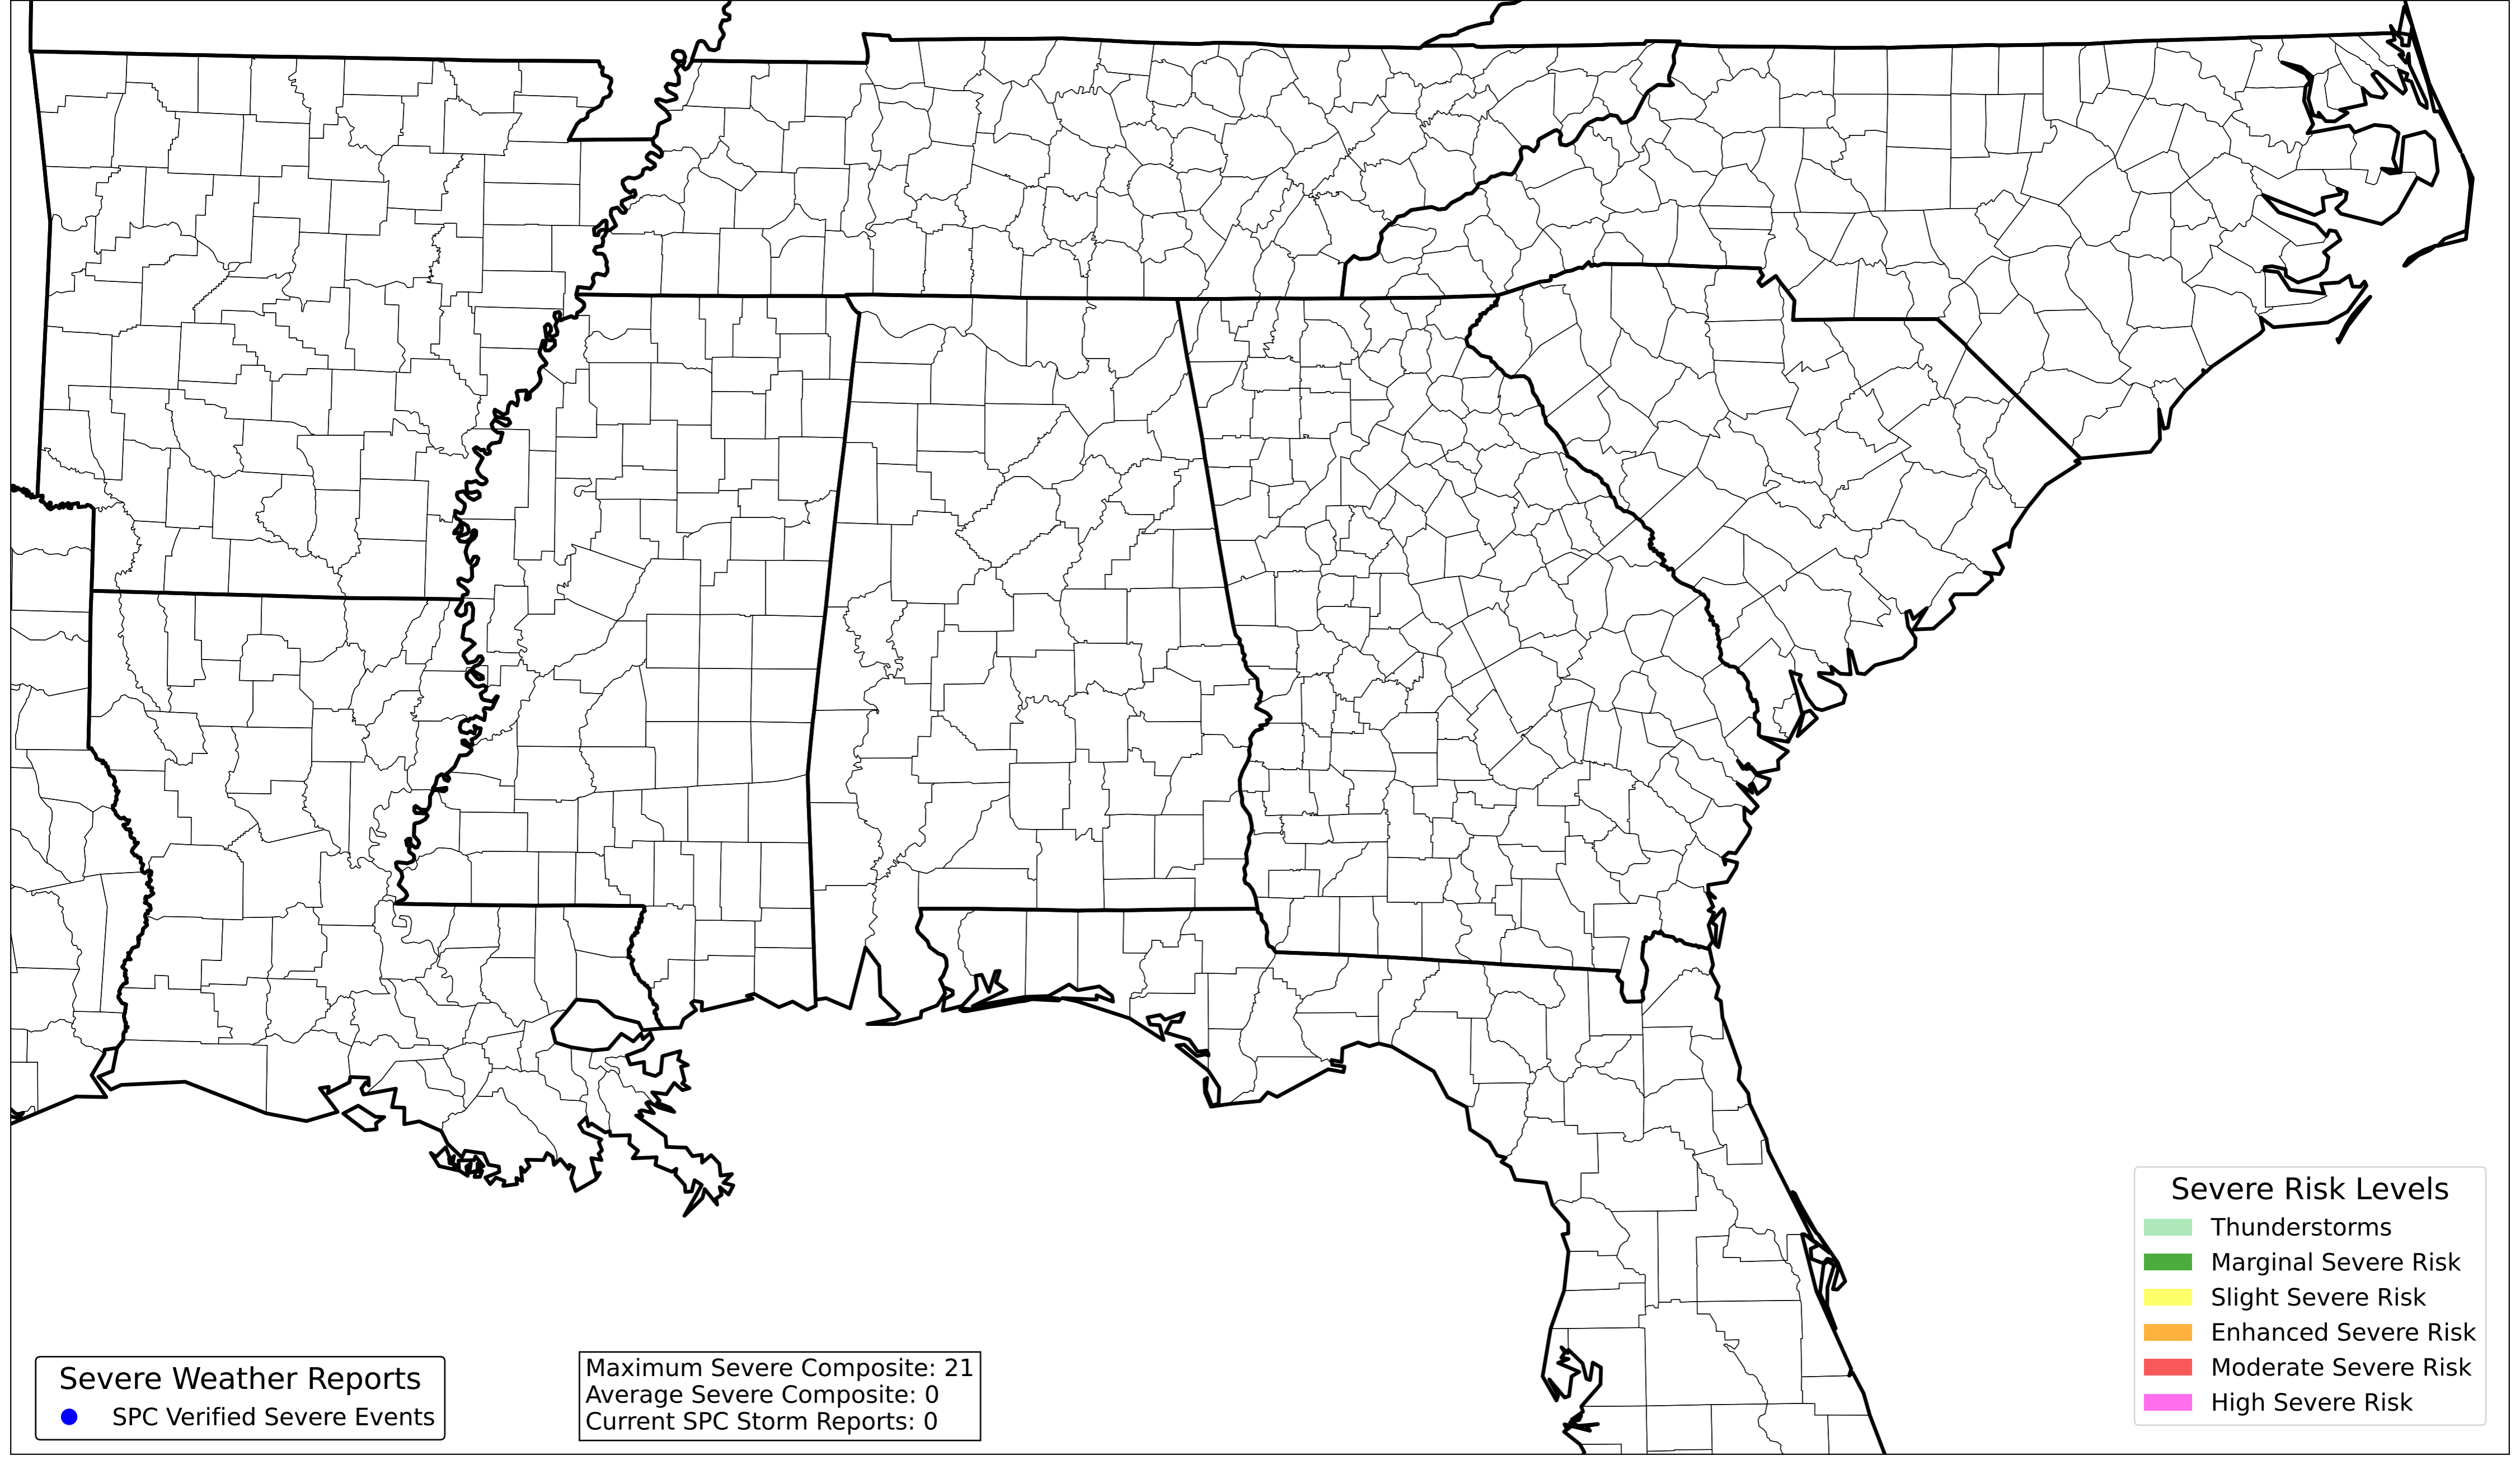 Severe Weather Reports
SPC Verified Severe Events
Maximum Severe Composite: 21
Average Severe Composite: 0
Current SPC Storm Reports: 0
Severe Risk Levels
Thunderstorms
Marginal Severe Risk
Slight Severe Risk
Enhanced Severe Risk
Moderate Severe Risk
High Severe Risk